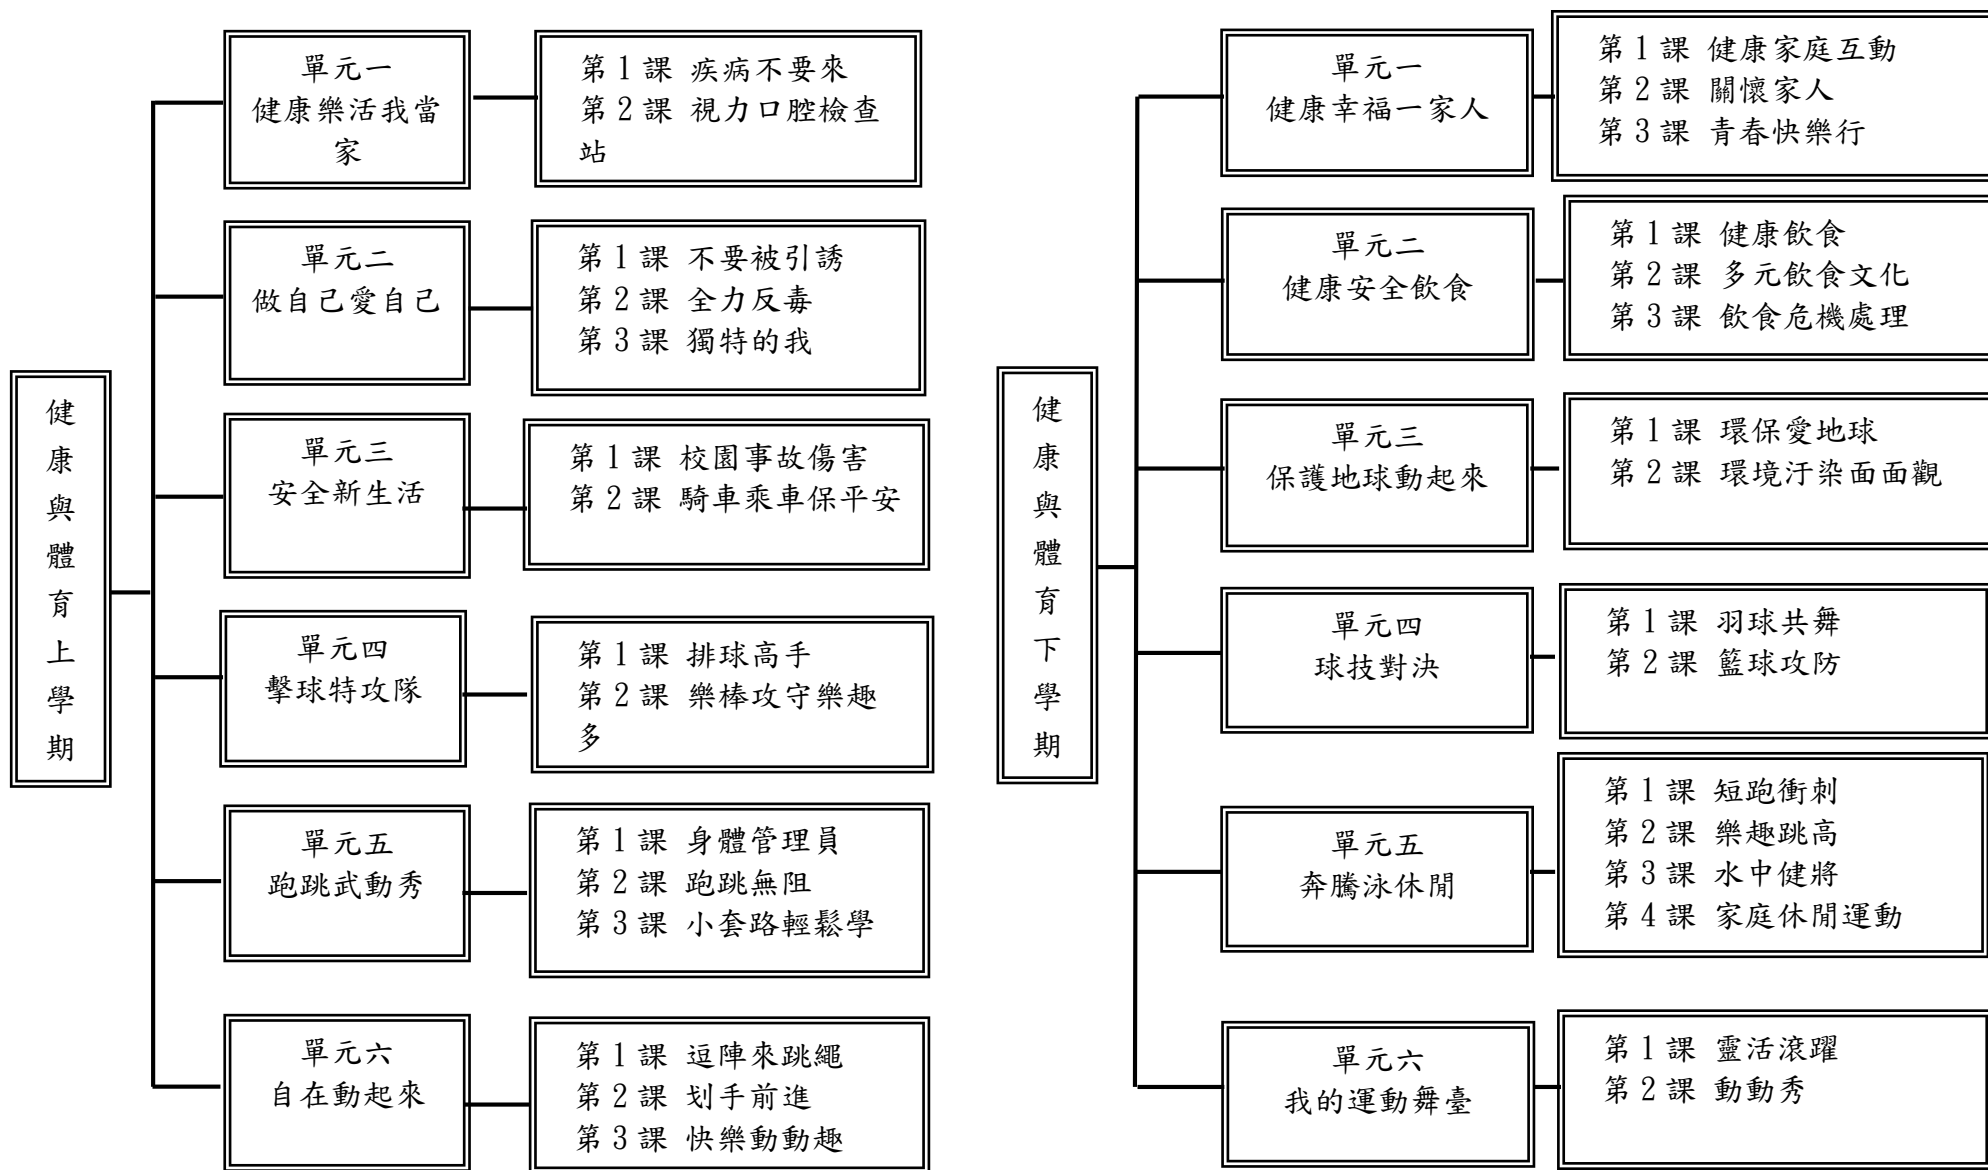 健康與體育上學期
單元一
健康樂活我當
家
第1課 疾病不要來
第2課 視力口腔檢查
站
單元二
做自己愛自己
第1課 不要被引誘
第2課 全力反毒
第3課 獨特的我
單元三
安全新生活
第1課 校園事故傷害
第2課 騎車乘車保平安
單元四
擊球特攻隊
第1課 排球高手
第2課 樂棒攻守樂趣
多
單元五
跑跳武動秀
第1課 身體管理員
第2課 跑跳無阻
第3課 小套路輕鬆學
單元六
自在動起來
第1課 逗陣來跳繩
第2課 划手前進
第3課 快樂動動趣
健康與體育下學期
單元一
健康幸福一家人
第1課 健康家庭互動
第2課 關懷家人
第3課 青春快樂行
單元二
健康安全飲食
第1課 健康飲食
第2課 多元飲食文化
第3課 飲食危機處理
單元三
保護地球動起來
第1課 環保愛地球
第2課 環境汙染面面觀
單元四
球技對決
第1課 羽球共舞
第2課 籃球攻防
單元五
奔騰泳休閒
第1課 短跑衝刺
第2課 樂趣跳高
第3課 水中健將
第4課 家庭休閒運動
單元六
我的運動舞臺
第1課 靈活滾躍
第2課 動動秀